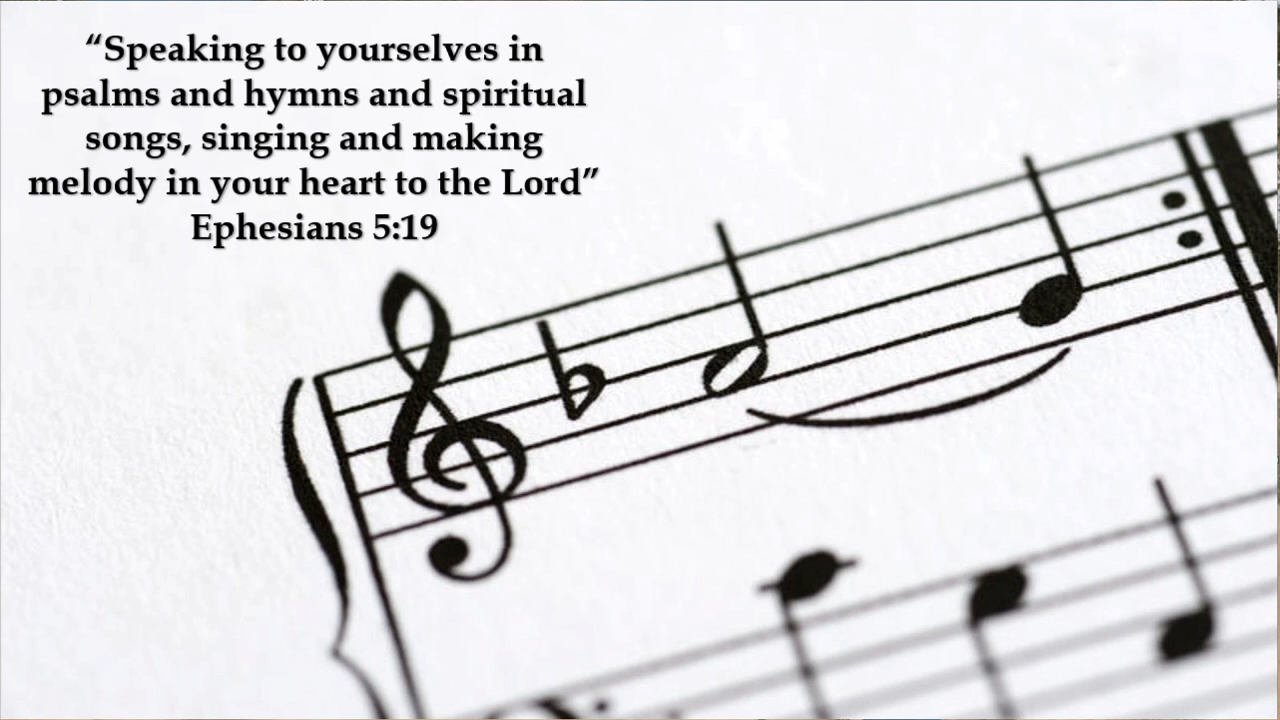 “Speaking to yourselves in
psalms and hymns and spiritual
songs, singing and making
melody in your heart to the Lord”
Ephesians 5:19